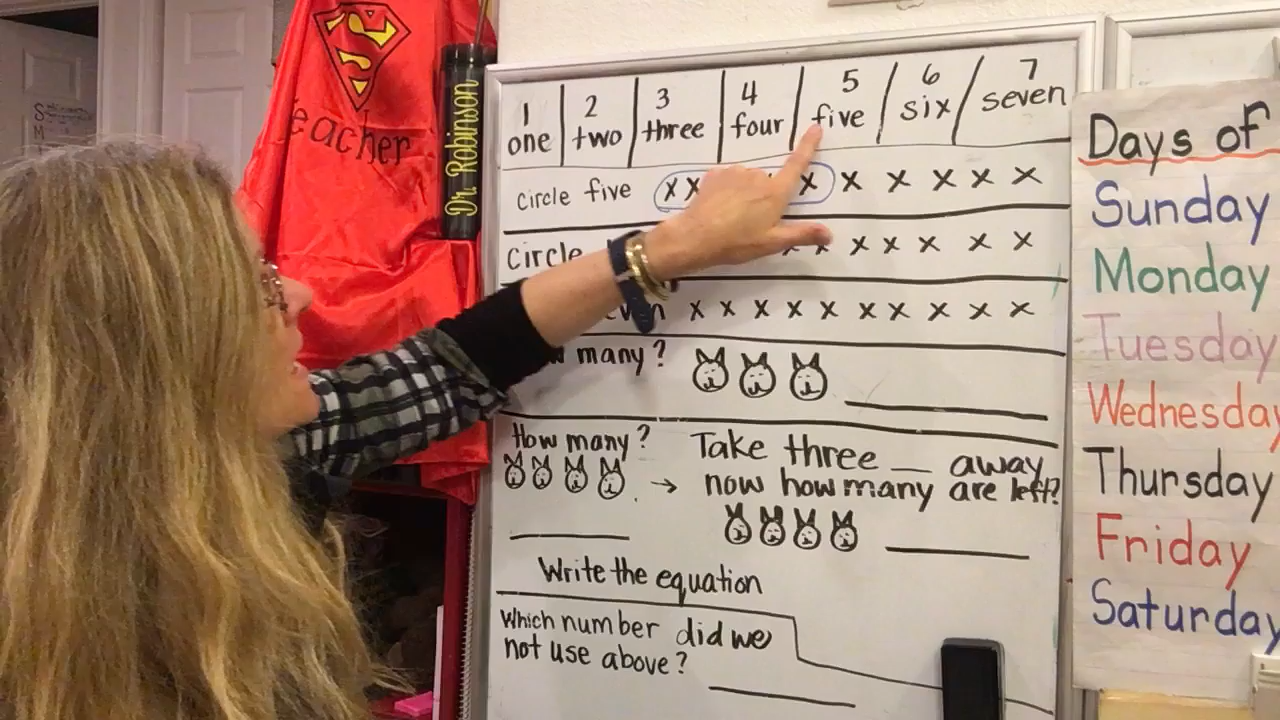 1 2 3 4 5 6 7
one two three four five six seven
Circle five x x x x x x x x
Circle x x x x x x x
x x x x x x x x x x
many?
How many? Take three __ away
now how many are left?
Write the equation
Which number did we
not use above?
Days of
Sunday
Monday
Tuesday
Wednesday
Thursday
Friday
Saturday
Dr. Robinson
eacher
S
S
M